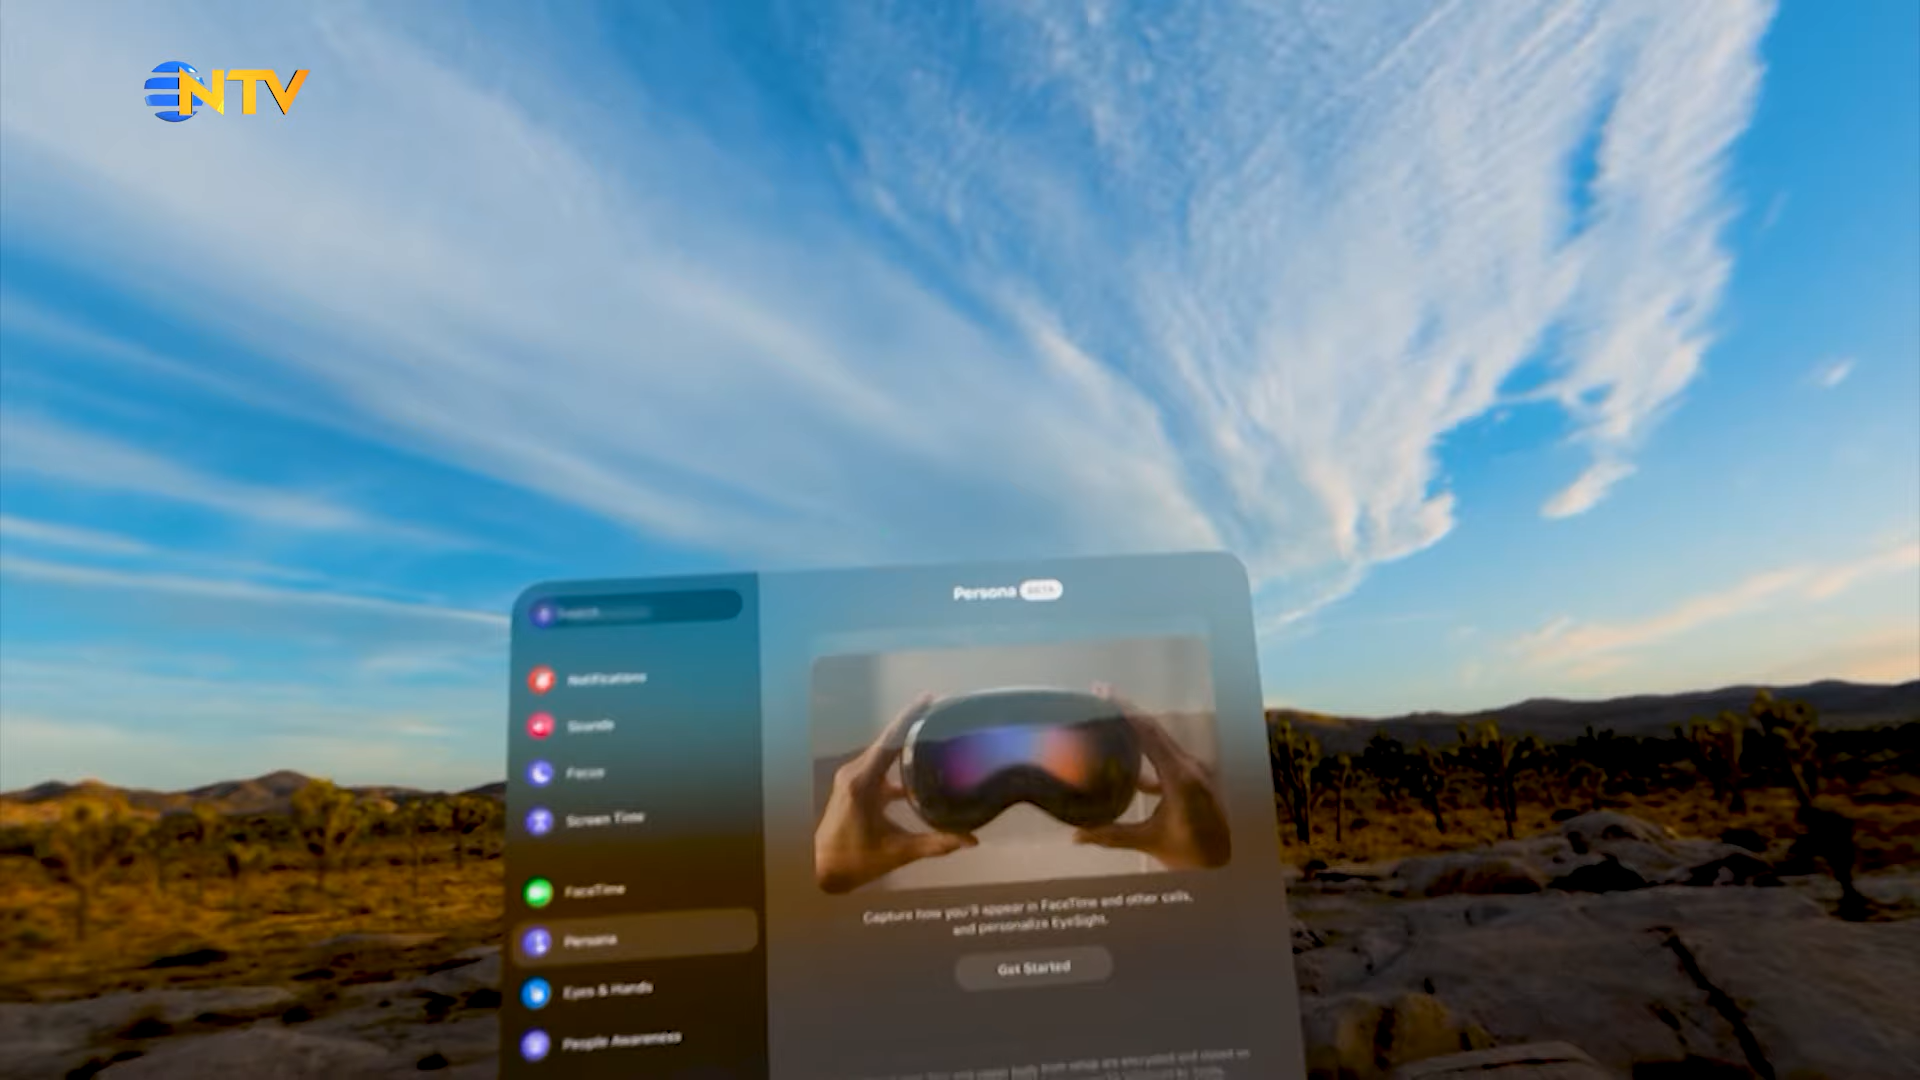 NTV
Persona BETA
Notifications
Sounds
Focus
Screen Time
FaceTime
Persona
Eyes & Hands
People Awareness
Capture how you'll appear in FaceTime and other calls,
and personalize EyeSight.
Get Started